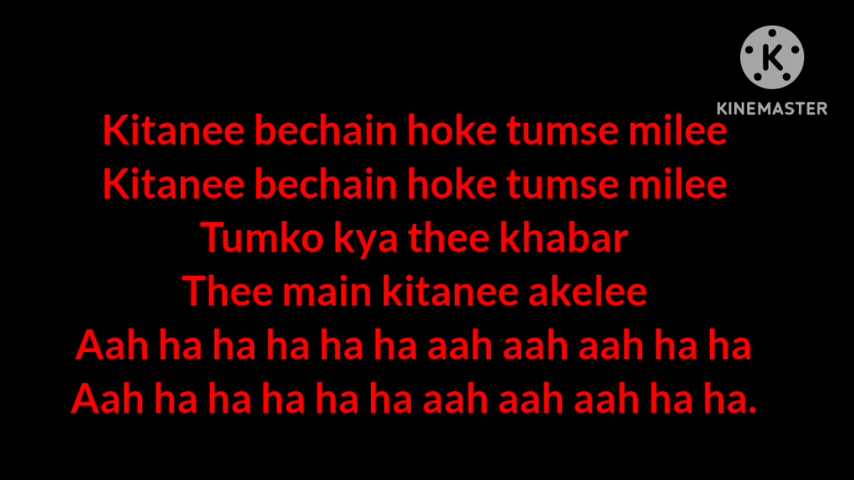 KINEMASTER
Kitanee bechain hoke tumse milee
Kitanee bechain hoke tumse milee
Tumko kya thee khabar
Thee main kitanee akelee
Aah ha ha ha ha ha aah aah aah ha ha
Aah ha ha ha ha ha aah aah aah ha ha.